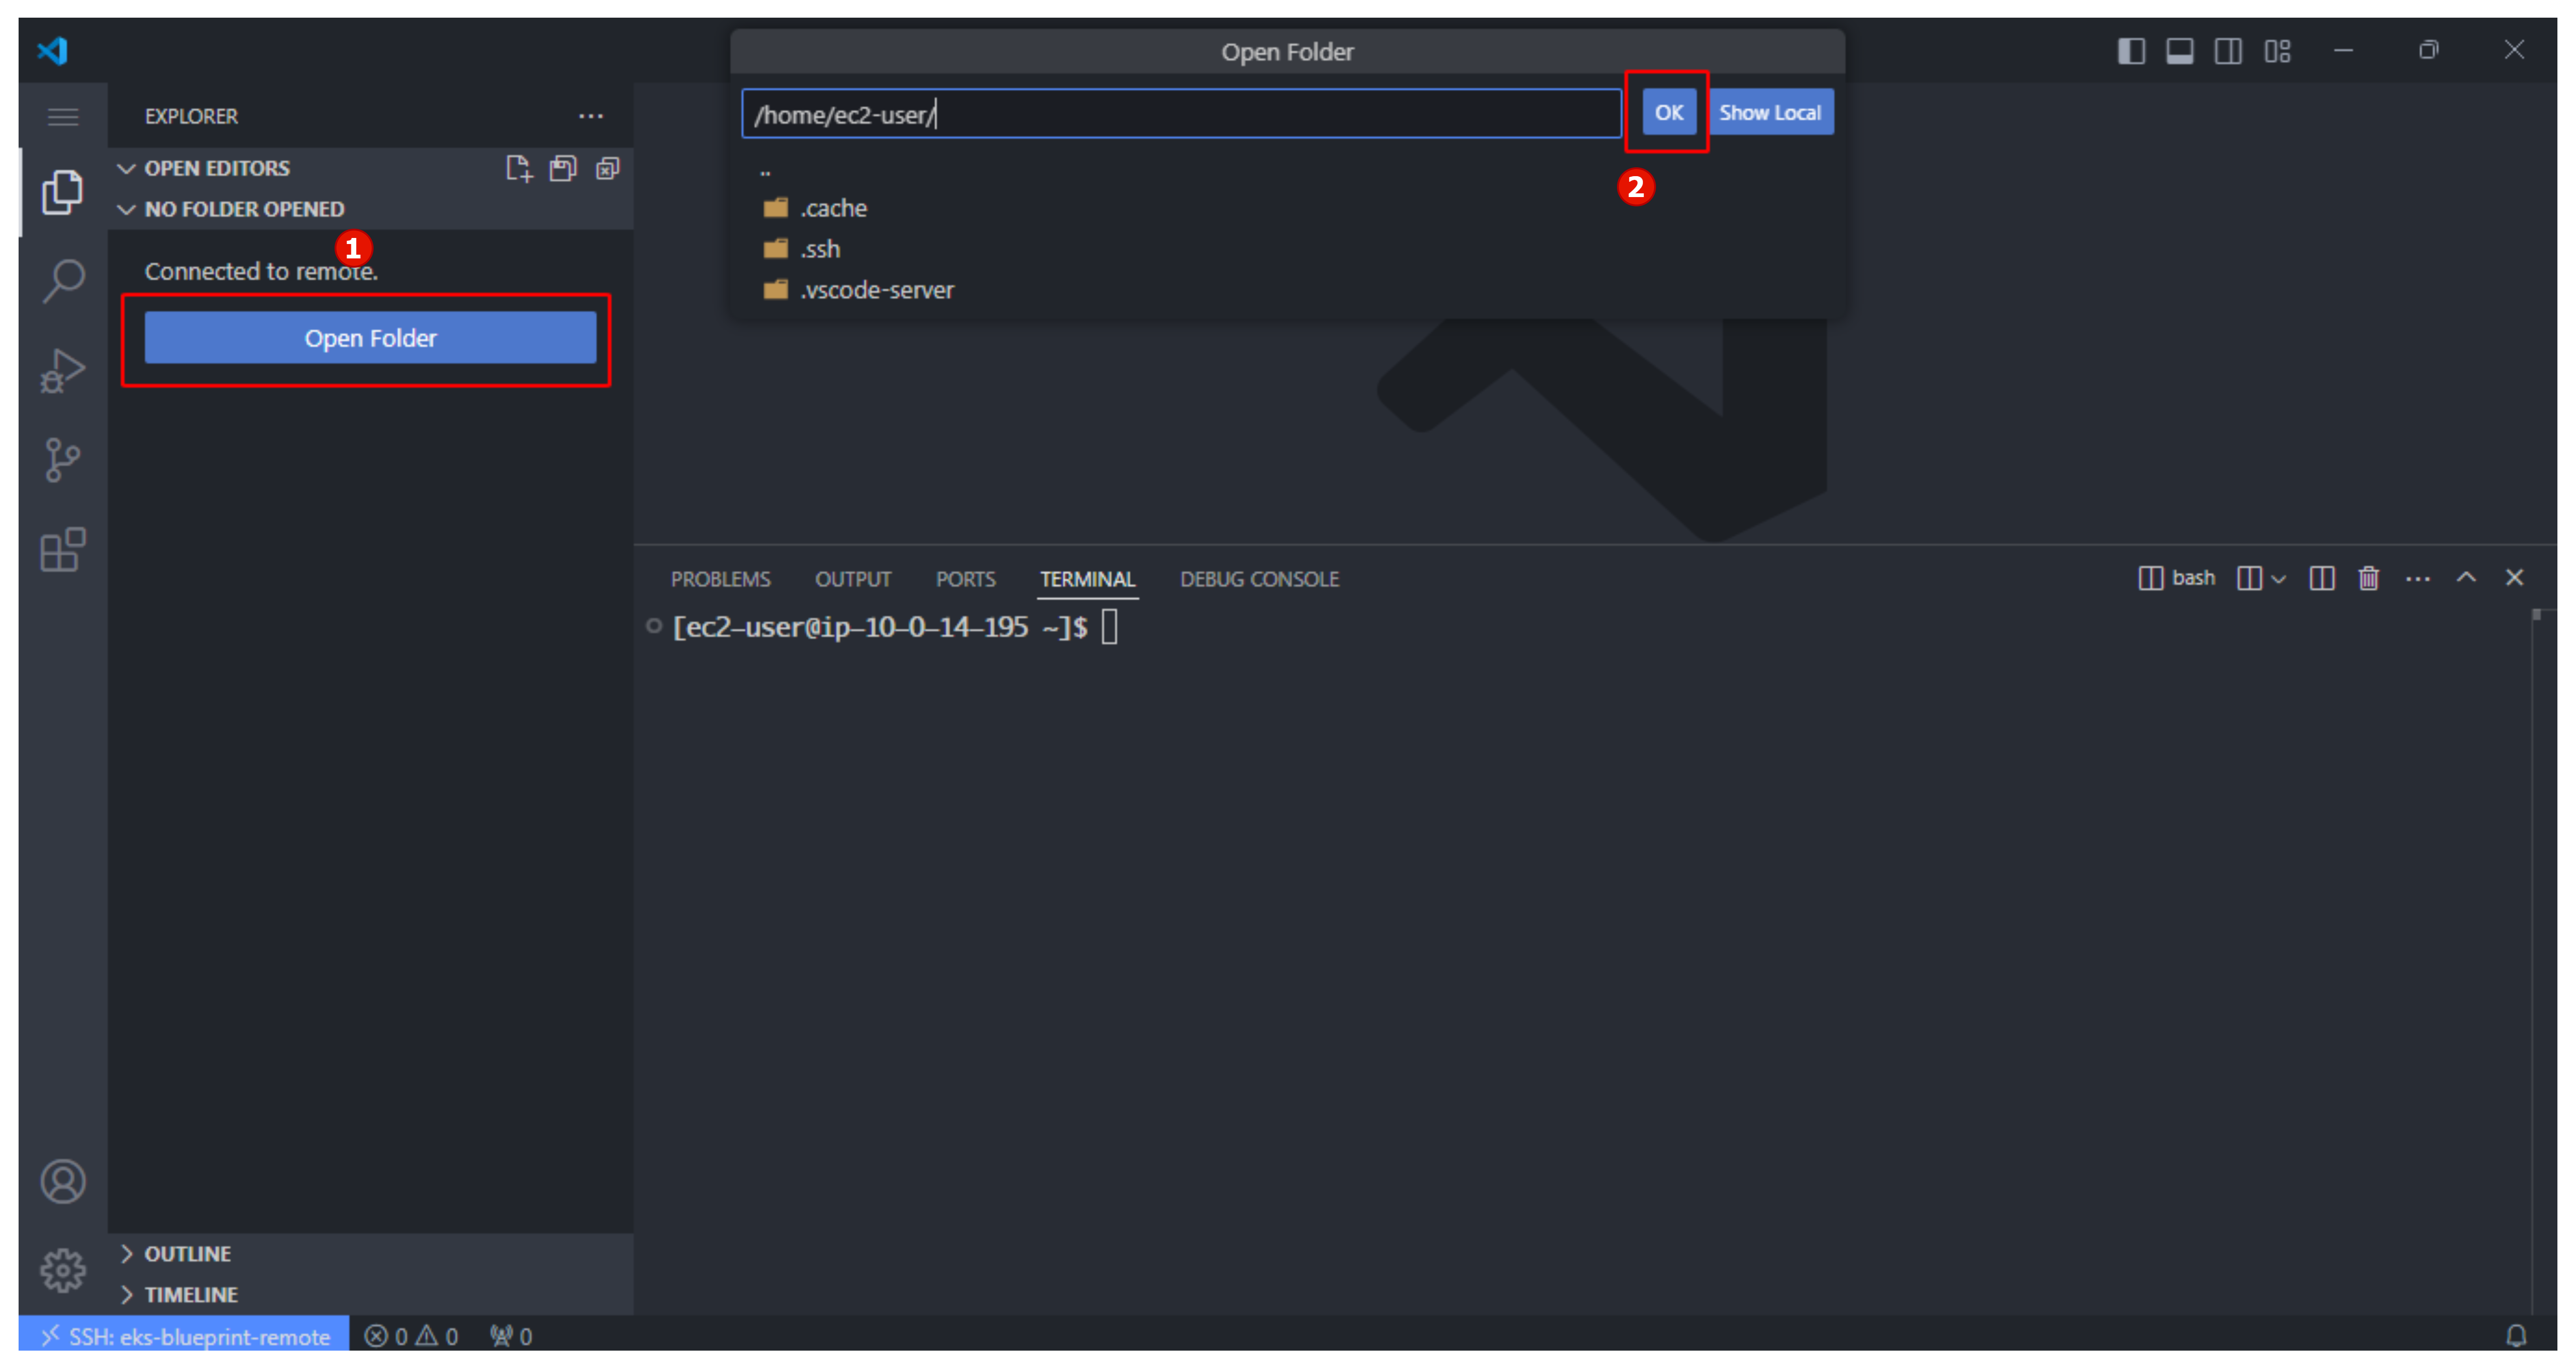 Open Folder
/home/ec2-user/
OK
Show Local
..
.cache
.ssh
.vscode-server
2
EXPLORER
OPEN EDITORS
NO FOLDER OPENED
1
Connected to remote.
Open Folder
PROBLEMS OUTPUT PORTS TERMINAL DEBUG CONSOLE
bash
[ec2-user@ip-10-0-14-195 ~]$
OUTLINE
TIMELINE
SSH: eks-blueprint-remote 0 0 0